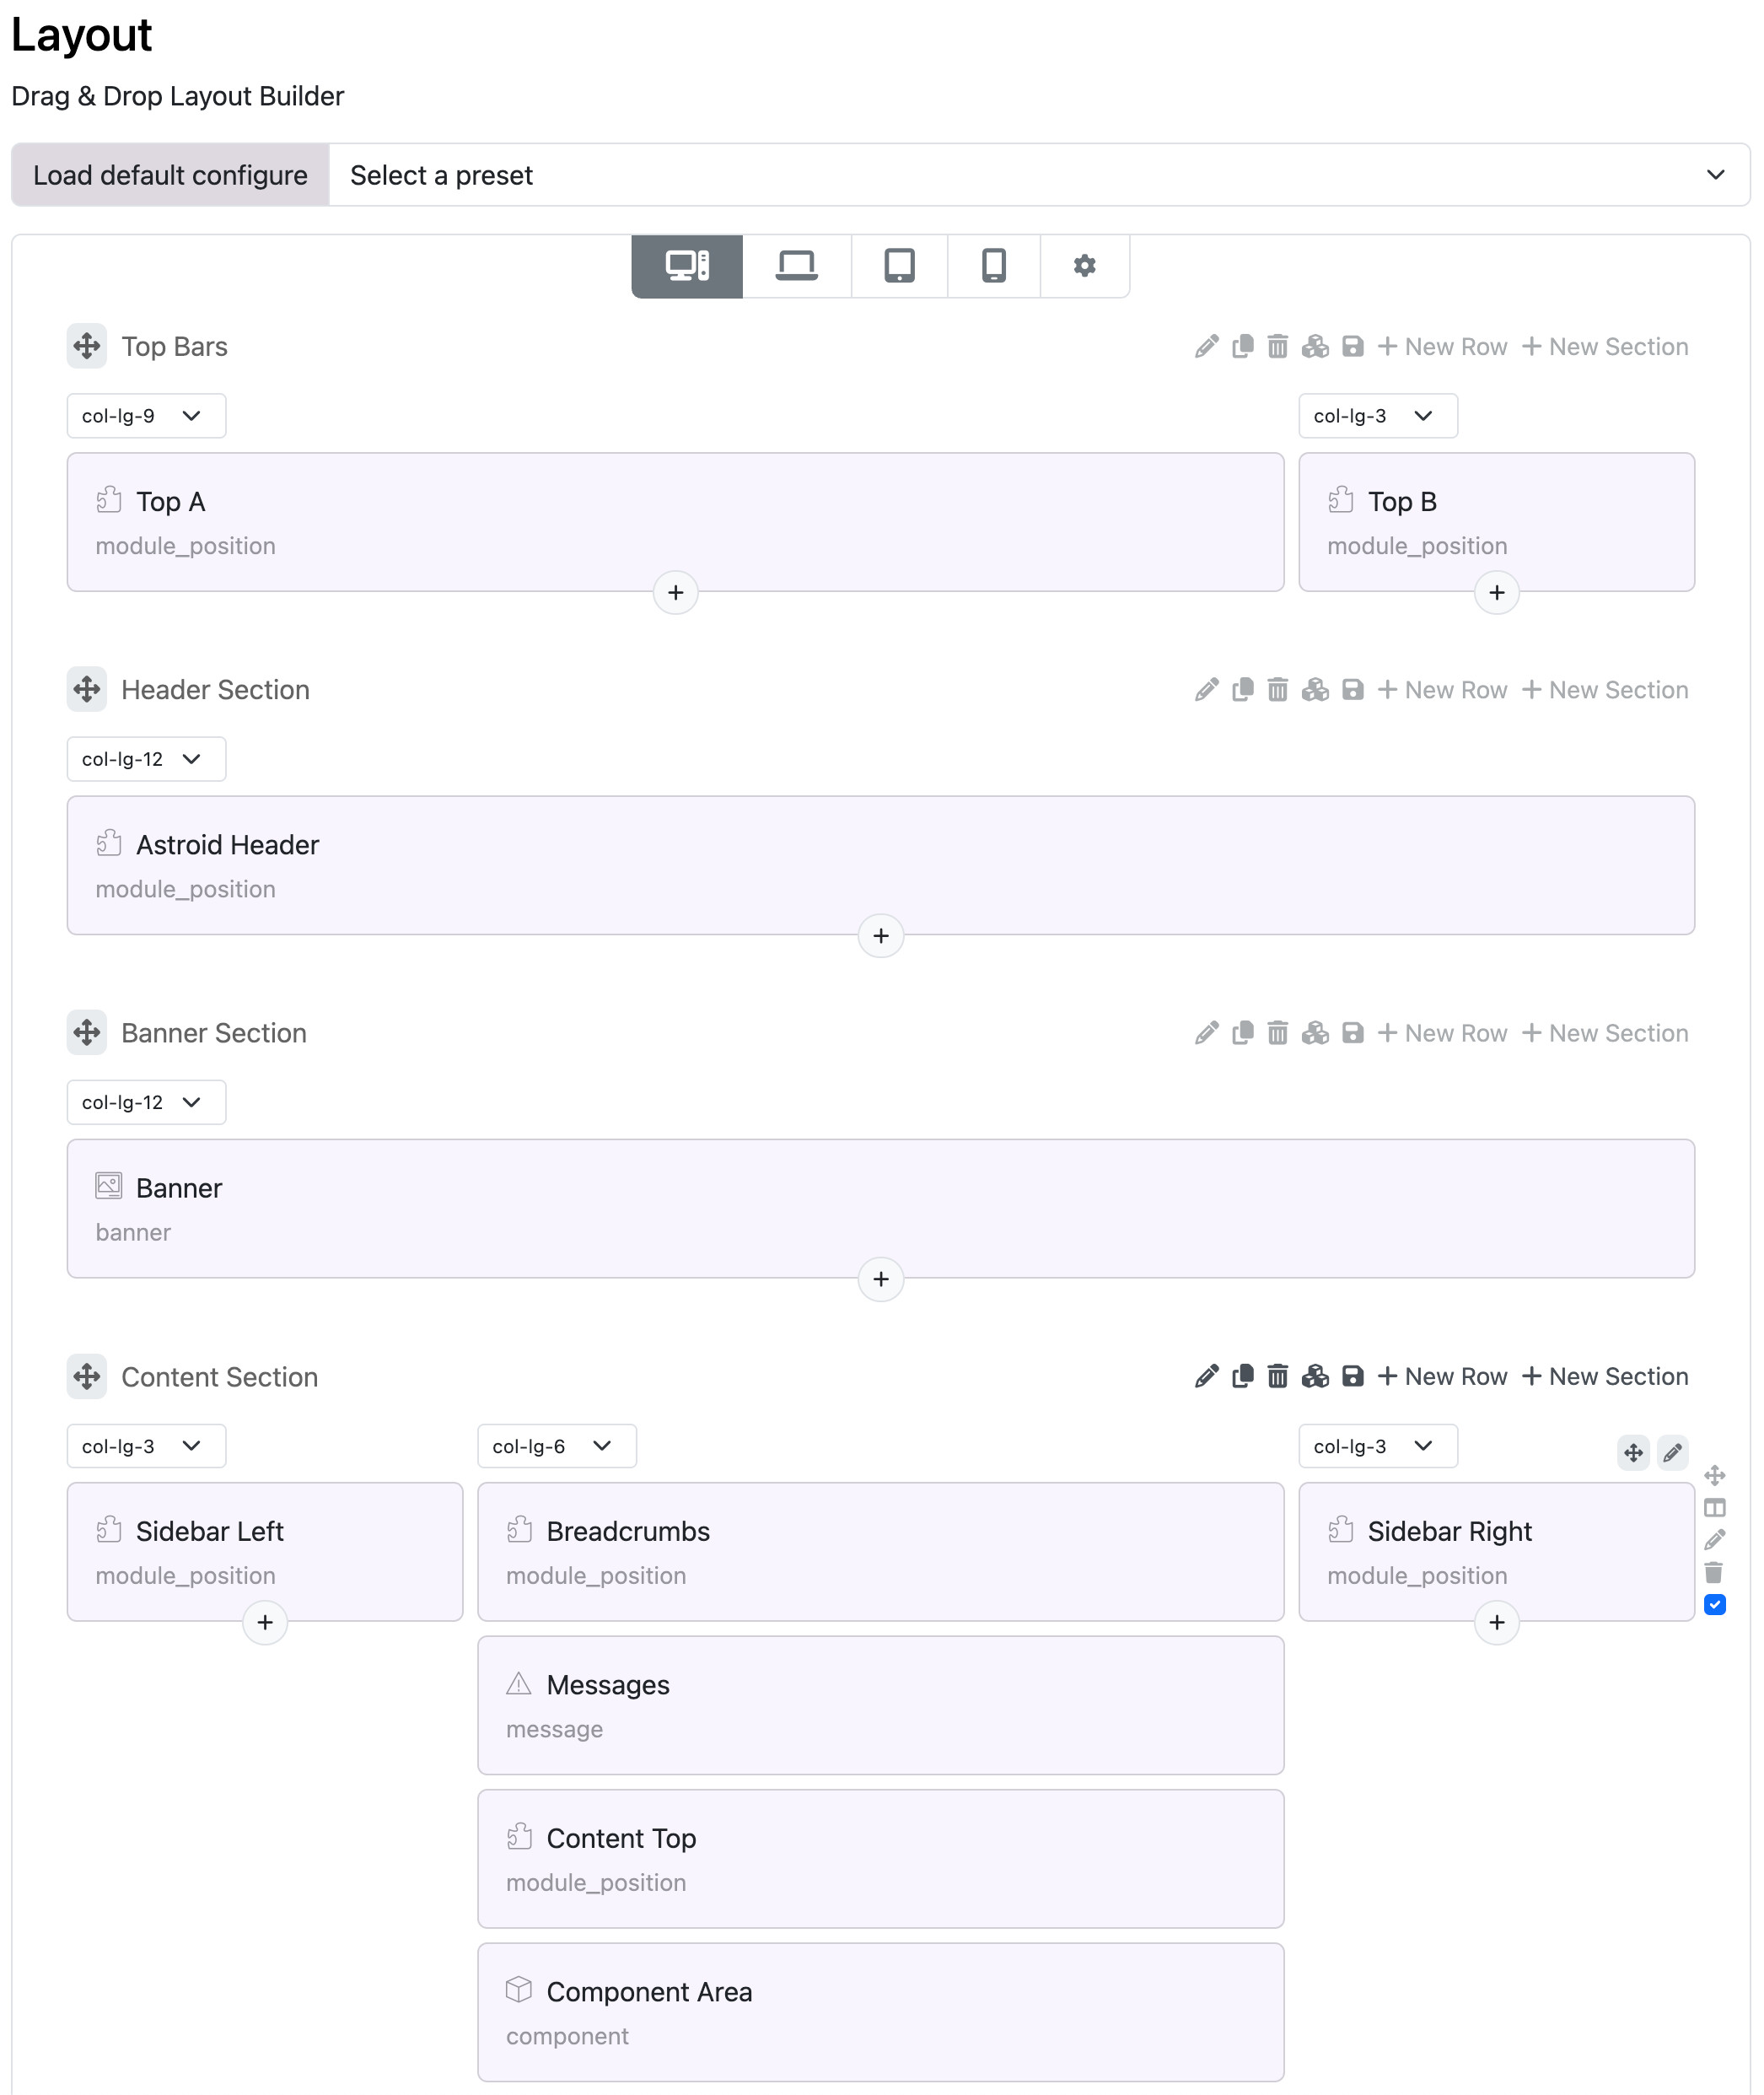 Layout
Drag & Drop Layout Builder
Load default configure Select a preset
Top Bars New Row New Section
col-lg-9 col-lg-3
Top A Top B
module_position module_position
Header Section New Row New Section
col-lg-12
Astroid Header
module_position
Banner Section New Row New Section
col-lg-12
Banner
banner
Content Section New Row New Section
col-lg-3 col-lg-6 col-lg-3
Sidebar Left Breadcrumbs Sidebar Right
module_position module_position module_position
Messages
message
Content Top
module_position
Component Area
component